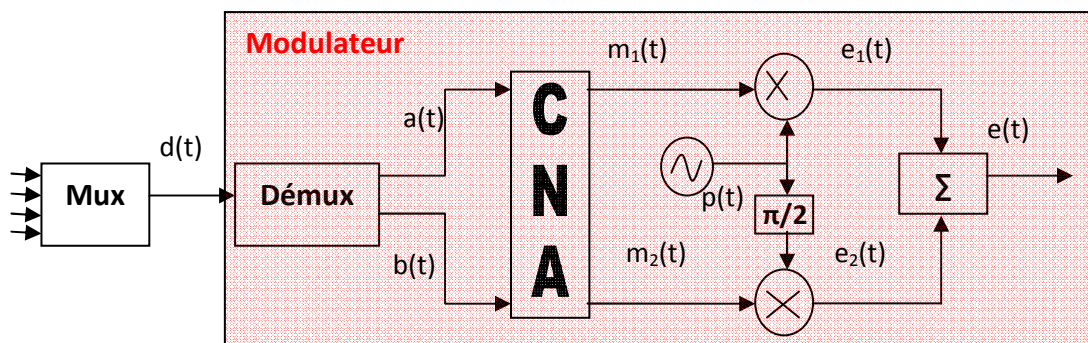 Modulateur
m₁(t)
e₁(t)
a(t)
d(t)
e(t)
Mux
Démux
C
N
A
p(t)
π/2
Σ
b(t)
m₂(t)
e₂(t)